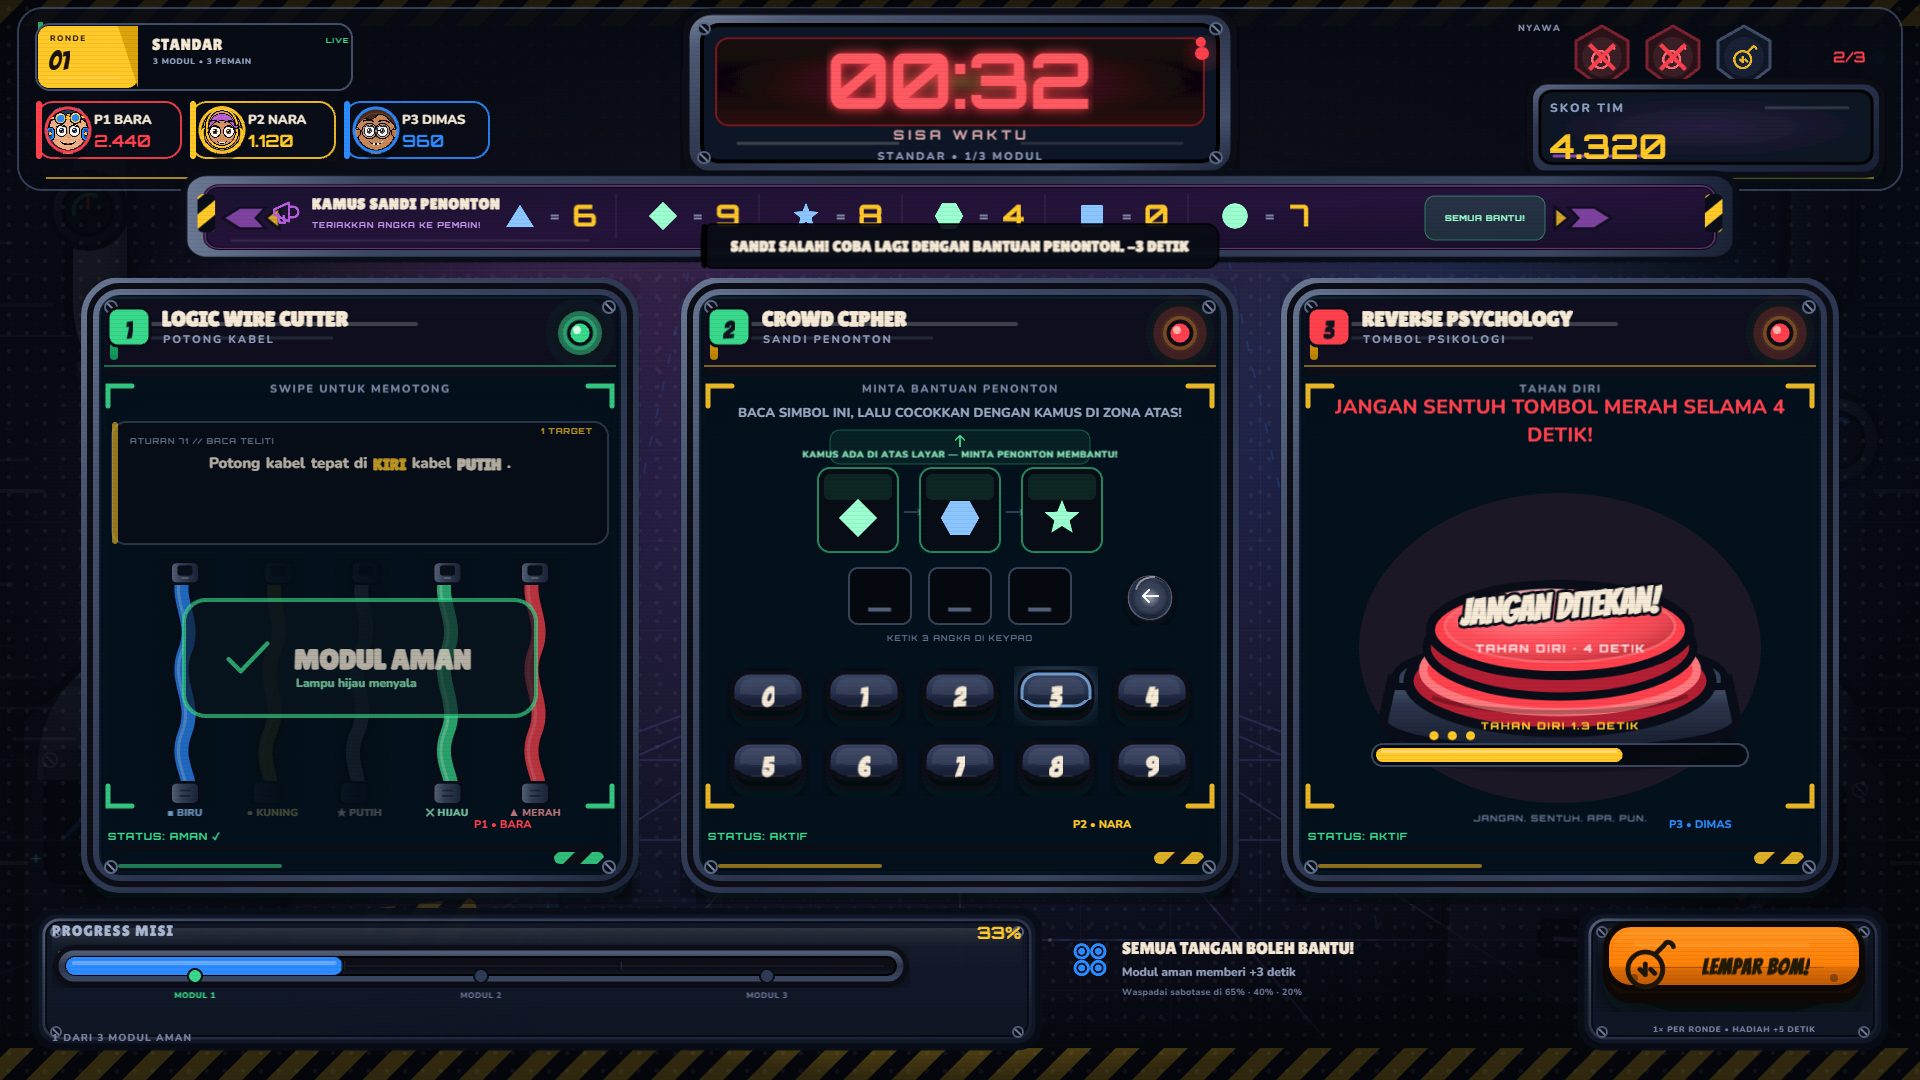 RONDE
01
STANDAR
3 MODUL • 3 PEMAIN
LIVE
P1 BARA
2.440
P2 NARA
1.120
P3 DIMAS
960
00:32
SISA WAKTU
STANDAR • 1/3 MODUL
NYAWA
2/3
SKOR TIM
4.320
KAMUS SANDI PENONTON
TERIAKKAN ANGKA KE PEMAIN!
= 6
= 9
= 8
= 4
= 0
= 7
SEMUA BANTU!
SANDI SALAH! COBA LAGI DENGAN BANTUAN PENONTON. −3 DETIK
1
LOGIC WIRE CUTTER
POTONG KABEL
SWIPE UNTUK MEMOTONG
1 TARGET
ATURAN 71 // BACA TELITI
Potong kabel tepat di KIRI kabel PUTIH .
MODUL AMAN
Lampu hijau menyala
■ BIRU
● KUNING
★ PUTIH
✕ HIJAU
▲ MERAH
P1 • BARA
STATUS: AMAN ✓
2
CROWD CIPHER
SANDI PENONTON
MINTA BANTUAN PENONTON
BACA SIMBOL INI, LALU COCOKKAN DENGAN KAMUS DI ZONA ATAS!
↑
KAMUS ADA DI ATAS LAYAR — MINTA PENONTON MEMBANTU!
_ _ _
←
KETIK 3 ANGKA DI KEYPAD
0 1 2 3 4
5 6 7 8 9
P2 • NARA
STATUS: AKTIF
3
REVERSE PSYCHOLOGY
TOMBOL PSIKOLOGI
TAHAN DIRI
JANGAN SENTUH TOMBOL MERAH SELAMA 4
DETIK!
JANGAN DITEKAN!
TAHAN DIRI · 4 DETIK
TAHAN DIRI 1.3 DETIK
JANGAN. SENTUH. APA. PUN.
P3 • DIMAS
STATUS: AKTIF
PROGRESS MISI
33%
MODUL 1
MODUL 2
MODUL 3
1 DARI 3 MODUL AMAN
SEMUA TANGAN BOLEH BANTU!
Modul aman memberi +3 detik
Waspadai sabotase di 65% · 40% · 20%
LEMPAR BOM!
1× PER RONDE • HADIAH +5 DETIK